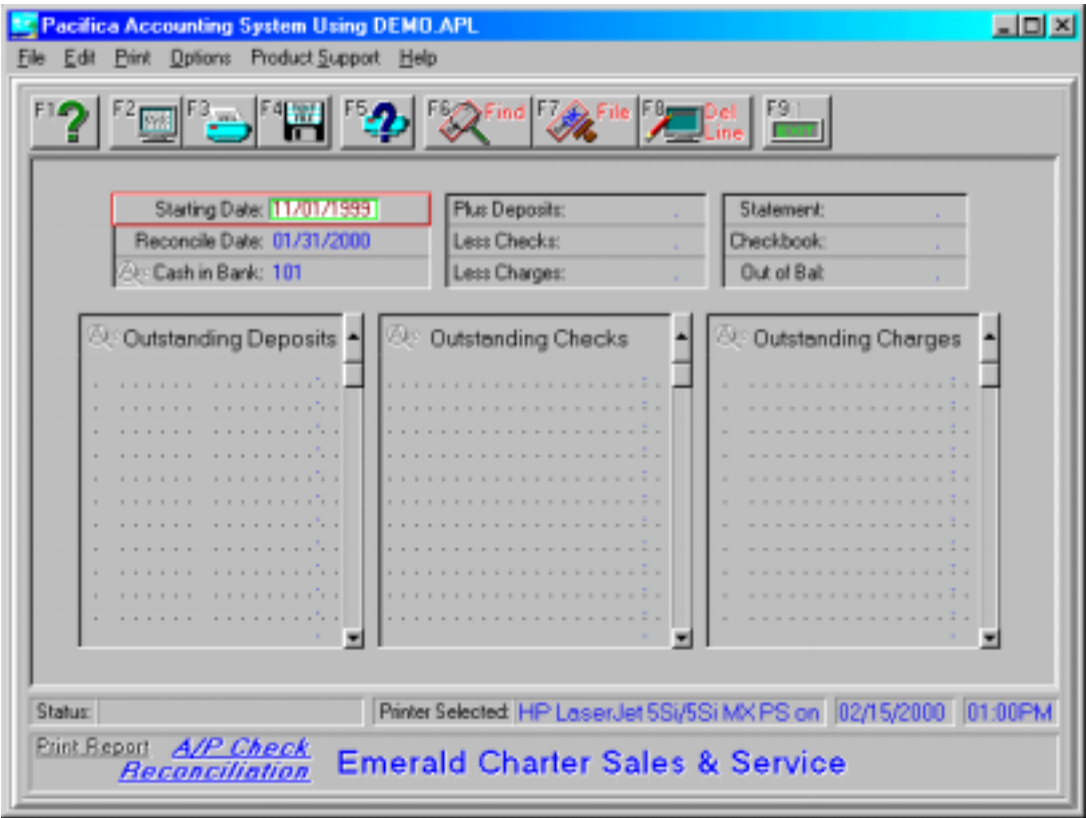 Pacifica Accounting System Using DEMO.APL
File Edit Print Options Product Support Help
F1 F2 F3 F4 F5 F6 Find F7 File F8 Del Line F9
Starting Date: 11/01/1999
Reconcile Date: 01/31/2000
Cash in Bank: 101
Plus Deposits:
Less Checks:
Less Charges:
Statement:
Checkbook:
Out of Bal:
Outstanding Deposits
Outstanding Checks
Outstanding Charges
Status:
Printer Selected: HP LaserJet 5Si/5Si MX PS on 02/15/2000 01:00PM
Print Report A/P Check
Reconciliation
Emerald Charter Sales & Service